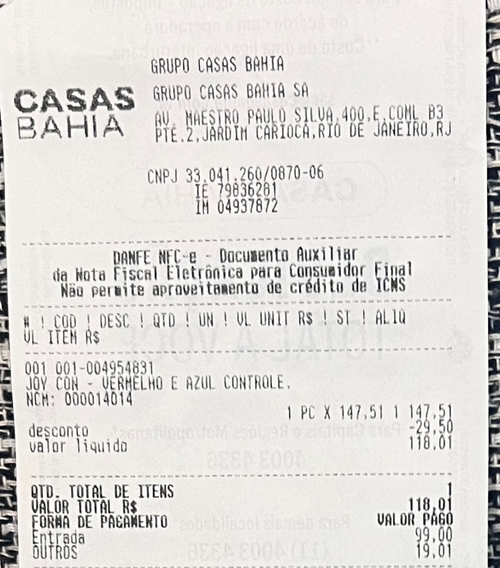 GRUPO CASAS BAHIA
CASAS BAHIA
GRUPO CASAS BAHIA SA
AV. MAESTRO PAULO SILVA,400,E,COML B3
PTE.2,JARDIM CARIOCA,RIO DE JANEIRO,RJ
CNPJ 33.041.260/0870-06
IE 79836281
IM 04937872
DANFE NFC-e - Documento Auxiliar
da Nota Fiscal Eletrônica para Consumidor Final
Não permite aproveitamento de crédito de ICMS
# ! COD ! DESC ! QTD ! UN ! VL UNIT R$ ! ST ! ALIQ
VL ITEM R$
001 001-004954831
JOY CON - VERMELHO E AZUL CONTROLE.
NCM: 000014014
1 PC X 147,51 1 147,51
desconto -29,50
valor liquido 118,01
QTD. TOTAL DE ITENS 1
VALOR TOTAL R$ 118,01
FORMA DE PAGAMENTO VALOR PAGO
Entrada 99,00
OUTROS 19,01